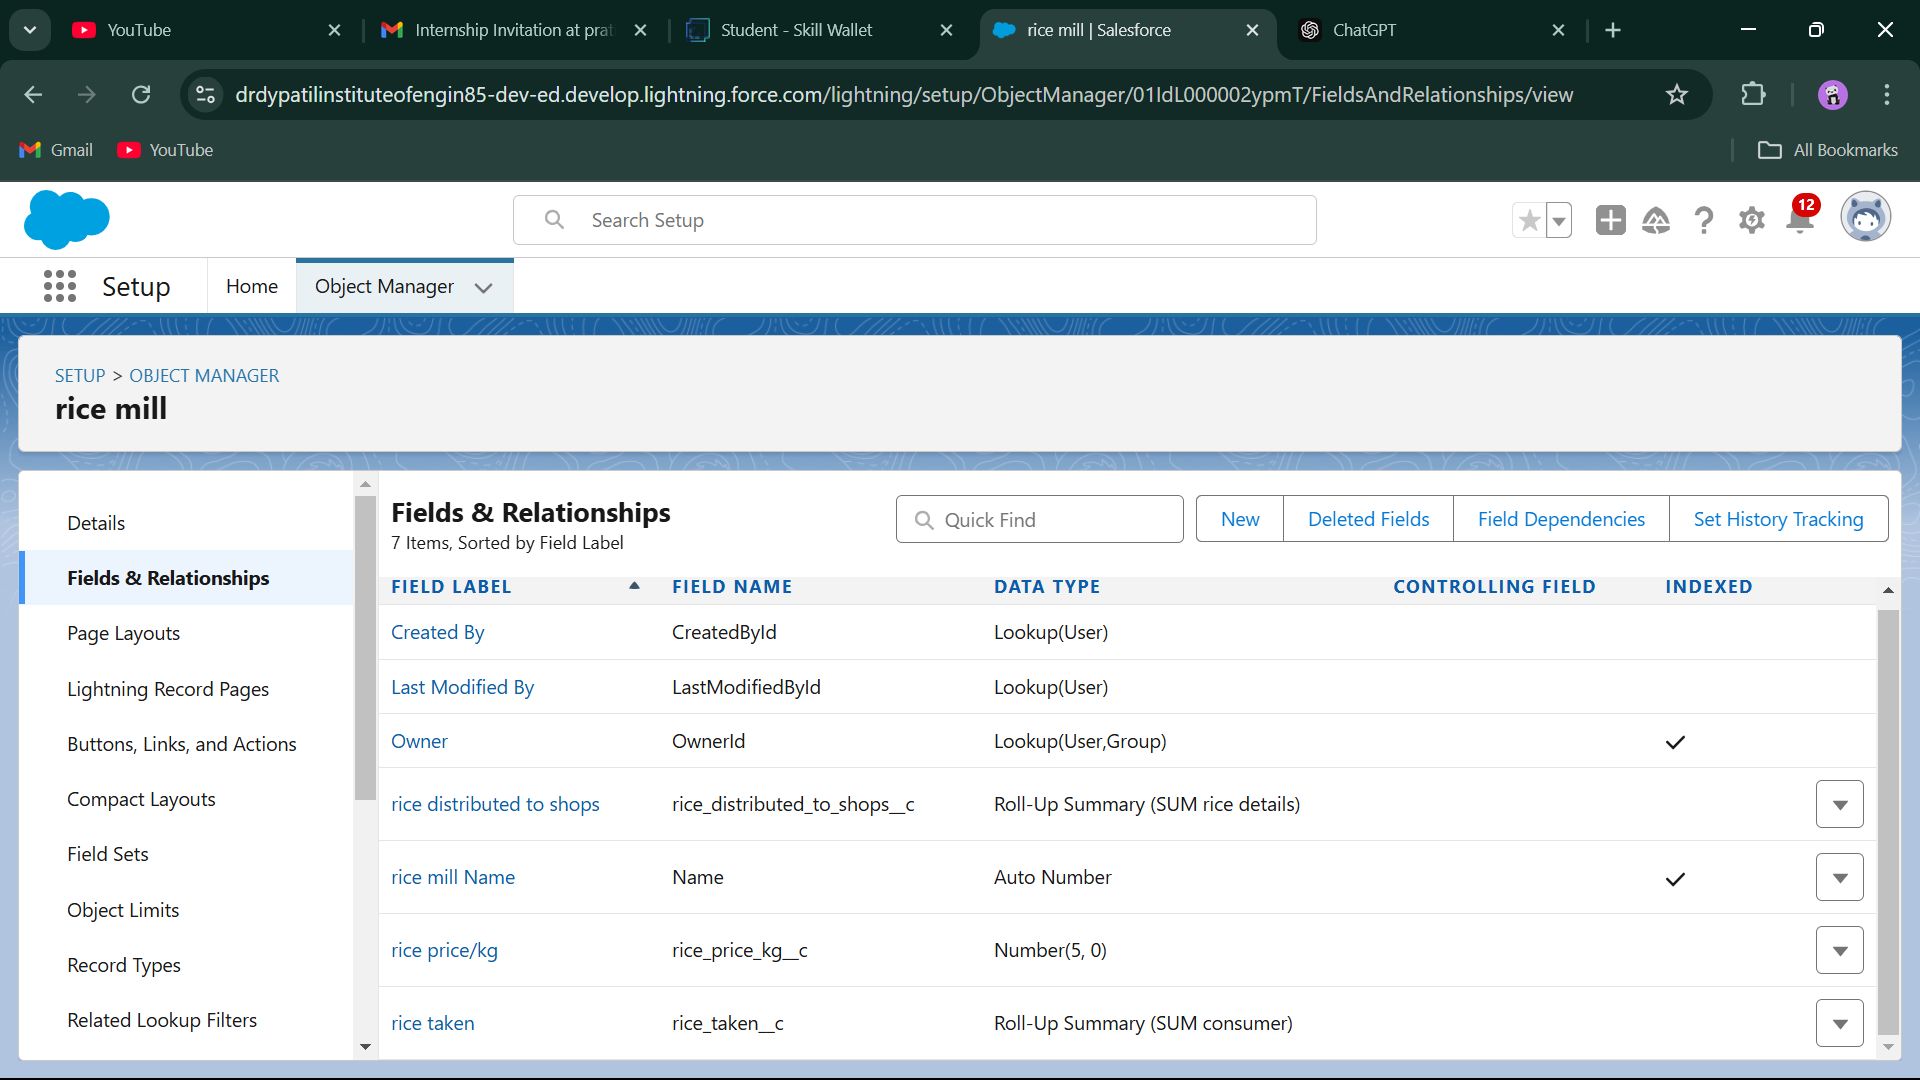 YouTube
Internship Invitation at prat
Student - Skill Wallet
rice mill | Salesforce
ChatGPT
drdypatilinstituteofengin85-dev-ed.develop.lightning.force.com/lightning/setup/ObjectManager/01IdL000002ypmT/FieldsAndRelationships/view
Gmail
YouTube
All Bookmarks
Search Setup
12
Setup
Home
Object Manager
SETUP > OBJECT MANAGER
rice mill
Details
Fields & Relationships
Page Layouts
Lightning Record Pages
Buttons, Links, and Actions
Compact Layouts
Field Sets
Object Limits
Record Types
Related Lookup Filters
Fields & Relationships
7 Items, Sorted by Field Label
Quick Find
New
Deleted Fields
Field Dependencies
Set History Tracking
FIELD LABEL FIELD NAME DATA TYPE CONTROLLING FIELD INDEXED
Created By CreatedById Lookup(User)
Last Modified By LastModifiedById Lookup(User)
Owner OwnerId Lookup(User,Group)
rice distributed to shops rice_distributed_to_shops__c Roll-Up Summary (SUM rice details)
rice mill Name Name Auto Number
rice price/kg rice_price_kg__c Number(5, 0)
rice taken rice_taken__c Roll-Up Summary (SUM consumer)